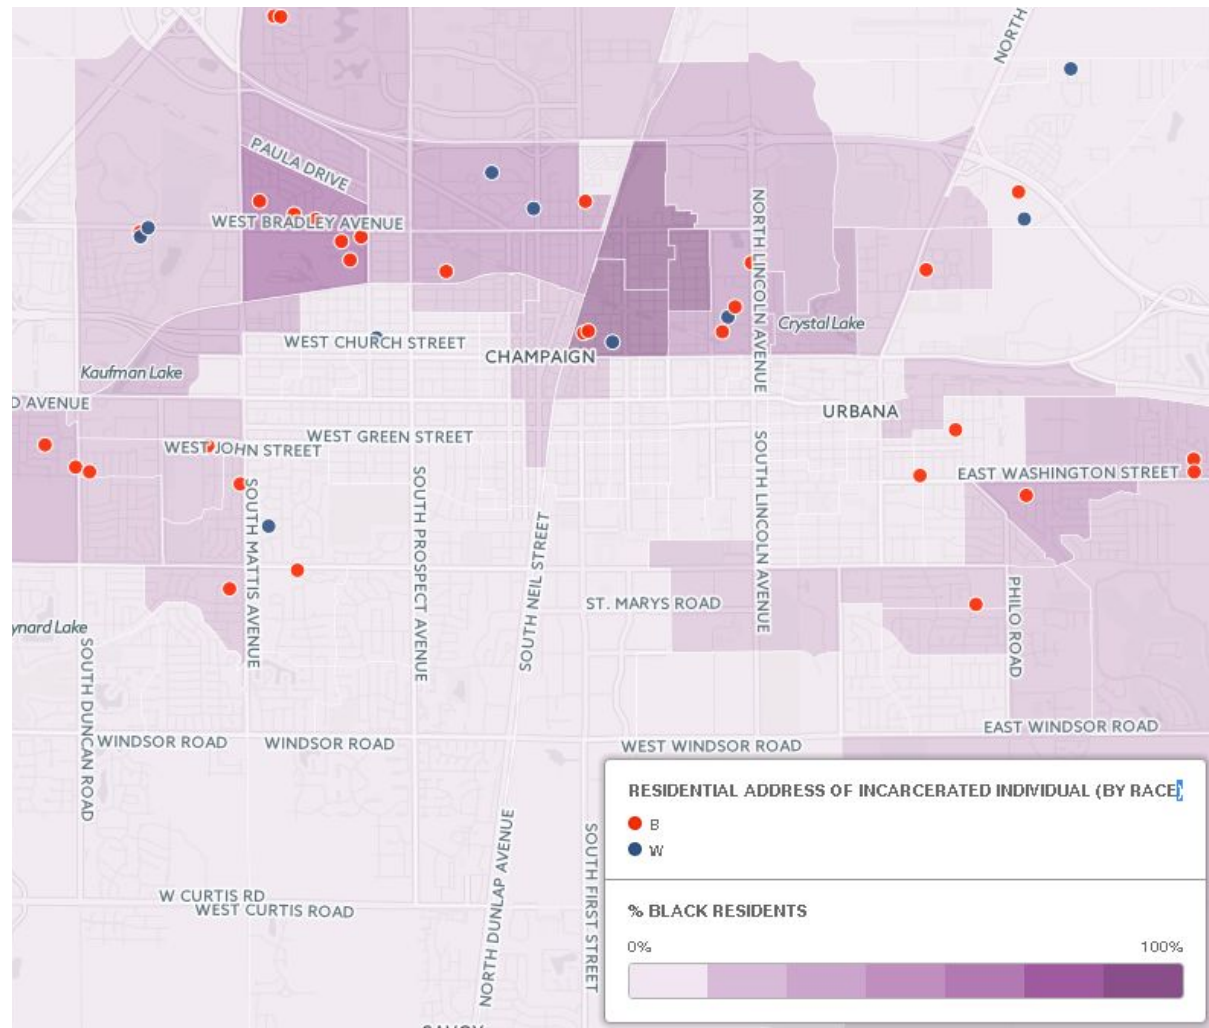 NORTH
PAULA DRIVE
WEST BRADLEY AVENUE
NORTH LINCOLN AVENUE
Crystal Lake
WEST CHURCH STREET
CHAMPAIGN
Kaufman Lake
D AVENUE
URBANA
WEST GREEN STREET
WEST JOHN STREET
EAST WASHINGTON STREET
SOUTH MATTIS AVENUE
SOUTH PROSPECT AVENUE
SOUTH NEIL STREET
SOUTH LINCOLN AVENUE
ST. MARYS ROAD
PHILO ROAD
ynard Lake
SOUTH DUNCAN ROAD
WINDSOR ROAD
WINDSOR ROAD
WEST WINDSOR ROAD
EAST WINDSOR ROAD
RESIDENTIAL ADDRESS OF INCARCERATED INDIVIDUAL (BY RACE)
B
W
W CURTIS RD
WEST CURTIS ROAD
NORTH DUNLAP AVENUE
SOUTH FIRST STREET
% BLACK RESIDENTS
0% 100%